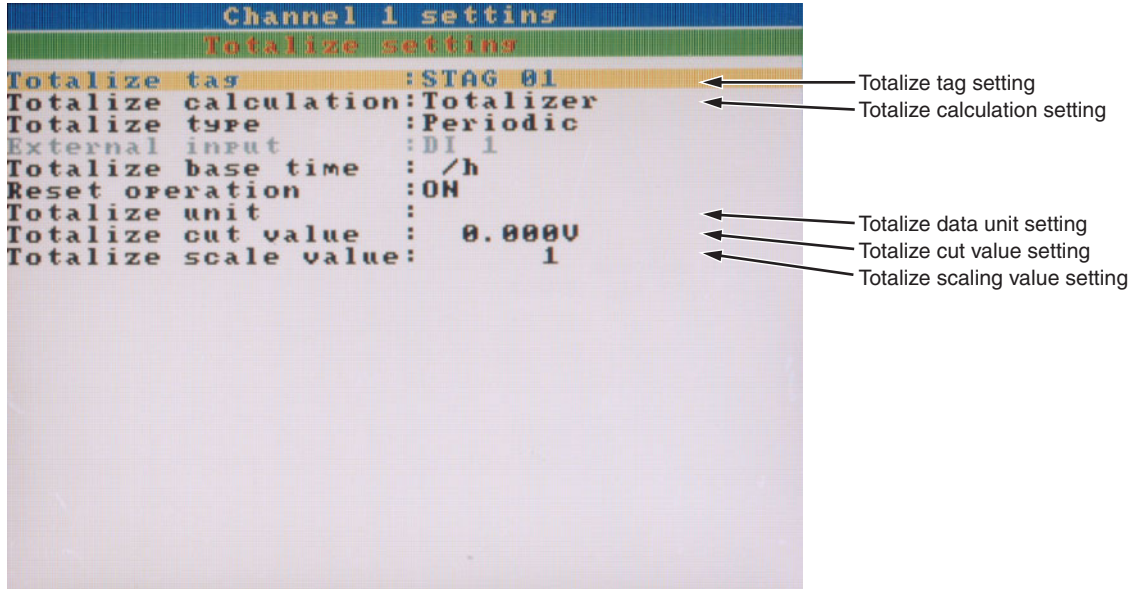 Channel 1 setting
Totalize setting
Totalize tag :STAG 01
Totalize calculation:Totalizer
Totalize type :Periodic
External input :DI 1
Totalize base time : /h
Reset operation :ON
Totalize unit :
Totalize cut value : 0.000V
Totalize scale value: 1
Totalize tag setting
Totalize calculation setting
Totalize data unit setting
Totalize cut value setting
Totalize scaling value setting